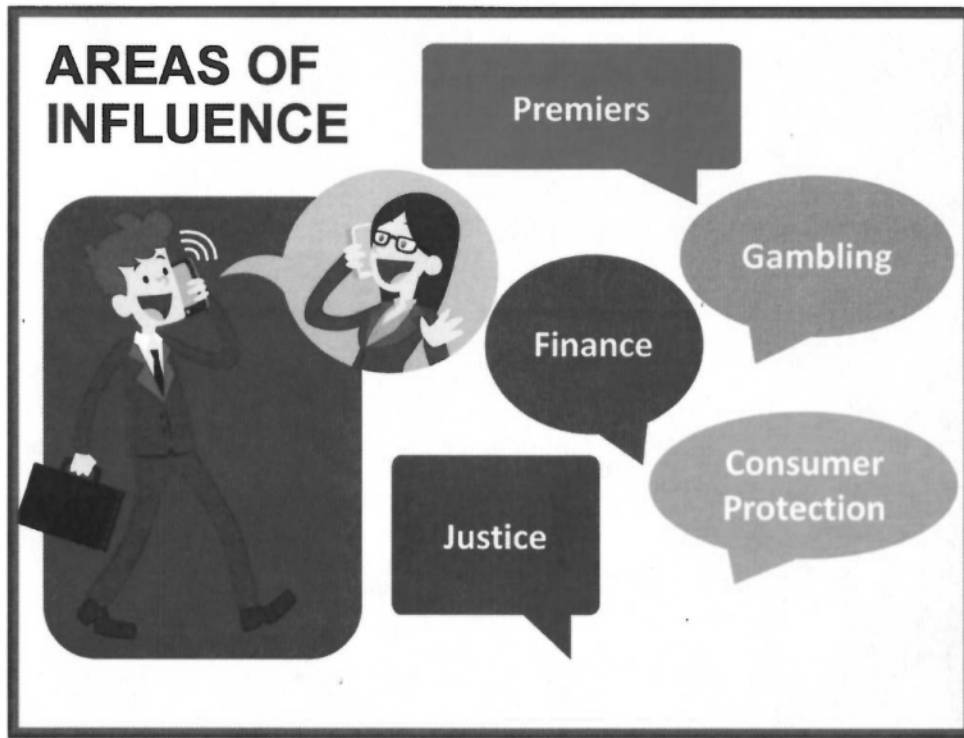 AREAS OF
INFLUENCE
Premiers
Gambling
Finance
Consumer
Protection
Justice